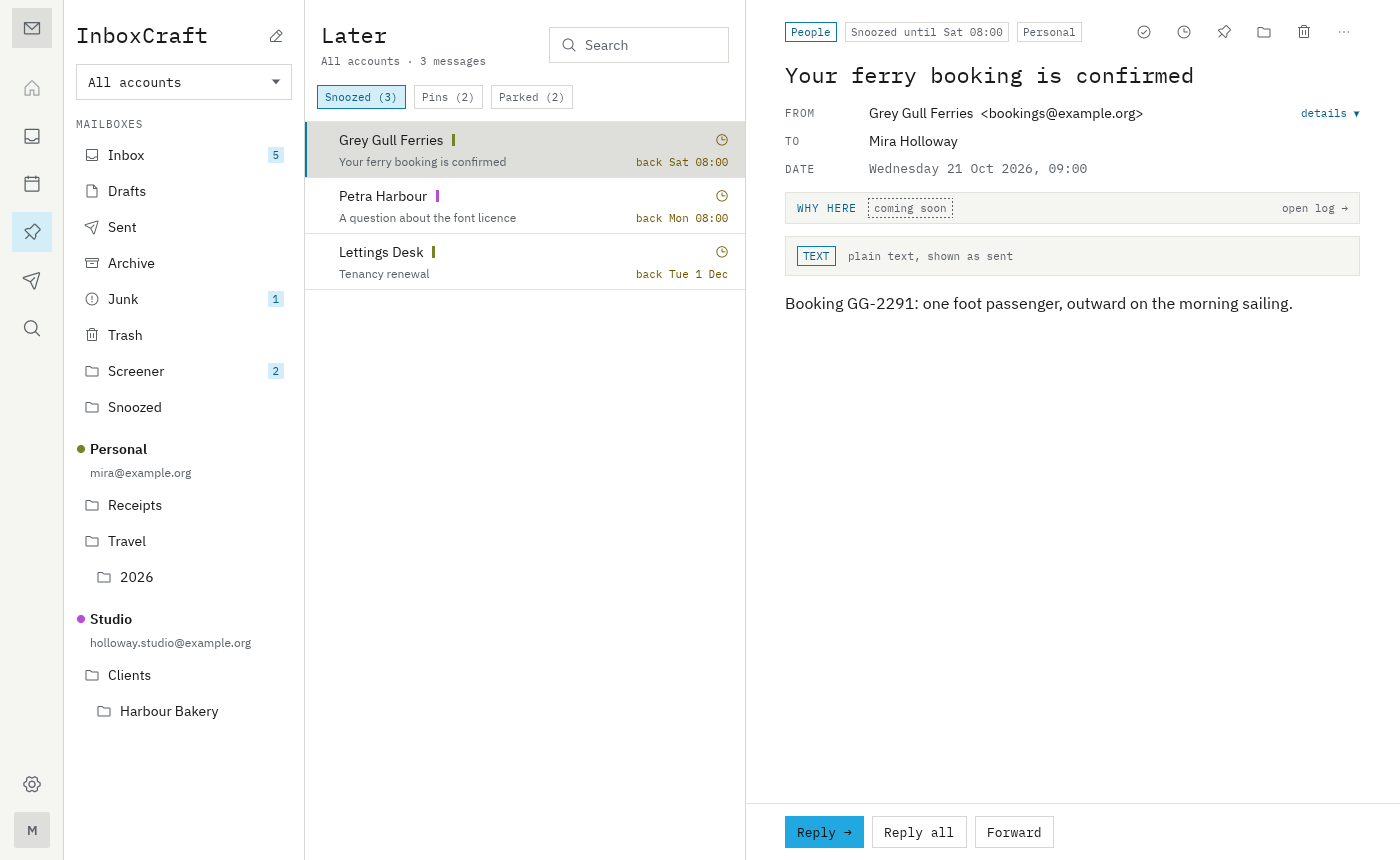 InboxCraft
All accounts
MAILBOXES
Inbox 5
Drafts
Sent
Archive
Junk 1
Trash
Screener 2
Snoozed
Personal
mira@example.org
Receipts
Travel
2026
Studio
holloway.studio@example.org
Clients
Harbour Bakery
M
Later
All accounts · 3 messages
Search
Snoozed (3) Pins (2) Parked (2)
Grey Gull Ferries
Your ferry booking is confirmed back Sat 08:00
Petra Harbour
A question about the font licence back Mon 08:00
Lettings Desk
Tenancy renewal back Tue 1 Dec
People Snoozed until Sat 08:00 Personal
Your ferry booking is confirmed
FROM Grey Gull Ferries <bookings@example.org> details ▾
TO Mira Holloway
DATE Wednesday 21 Oct 2026, 09:00
WHY HERE coming soon open log →
TEXT plain text, shown as sent
Booking GG-2291: one foot passenger, outward on the morning sailing.
Reply → Reply all Forward